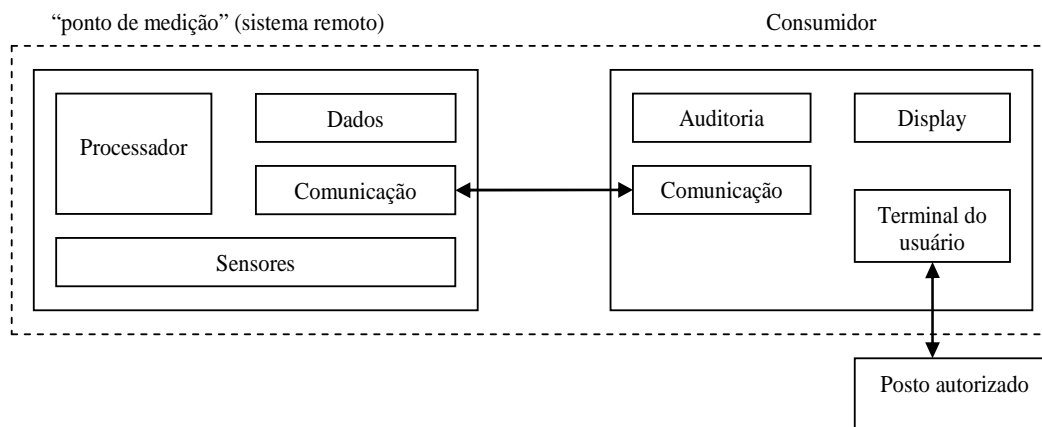 “ponto de medição” (sistema remoto)
Consumidor
Processador
Dados
Comunicação
Sensores
Auditoria
Display
Comunicação
Terminal do
usuário
Posto autorizado